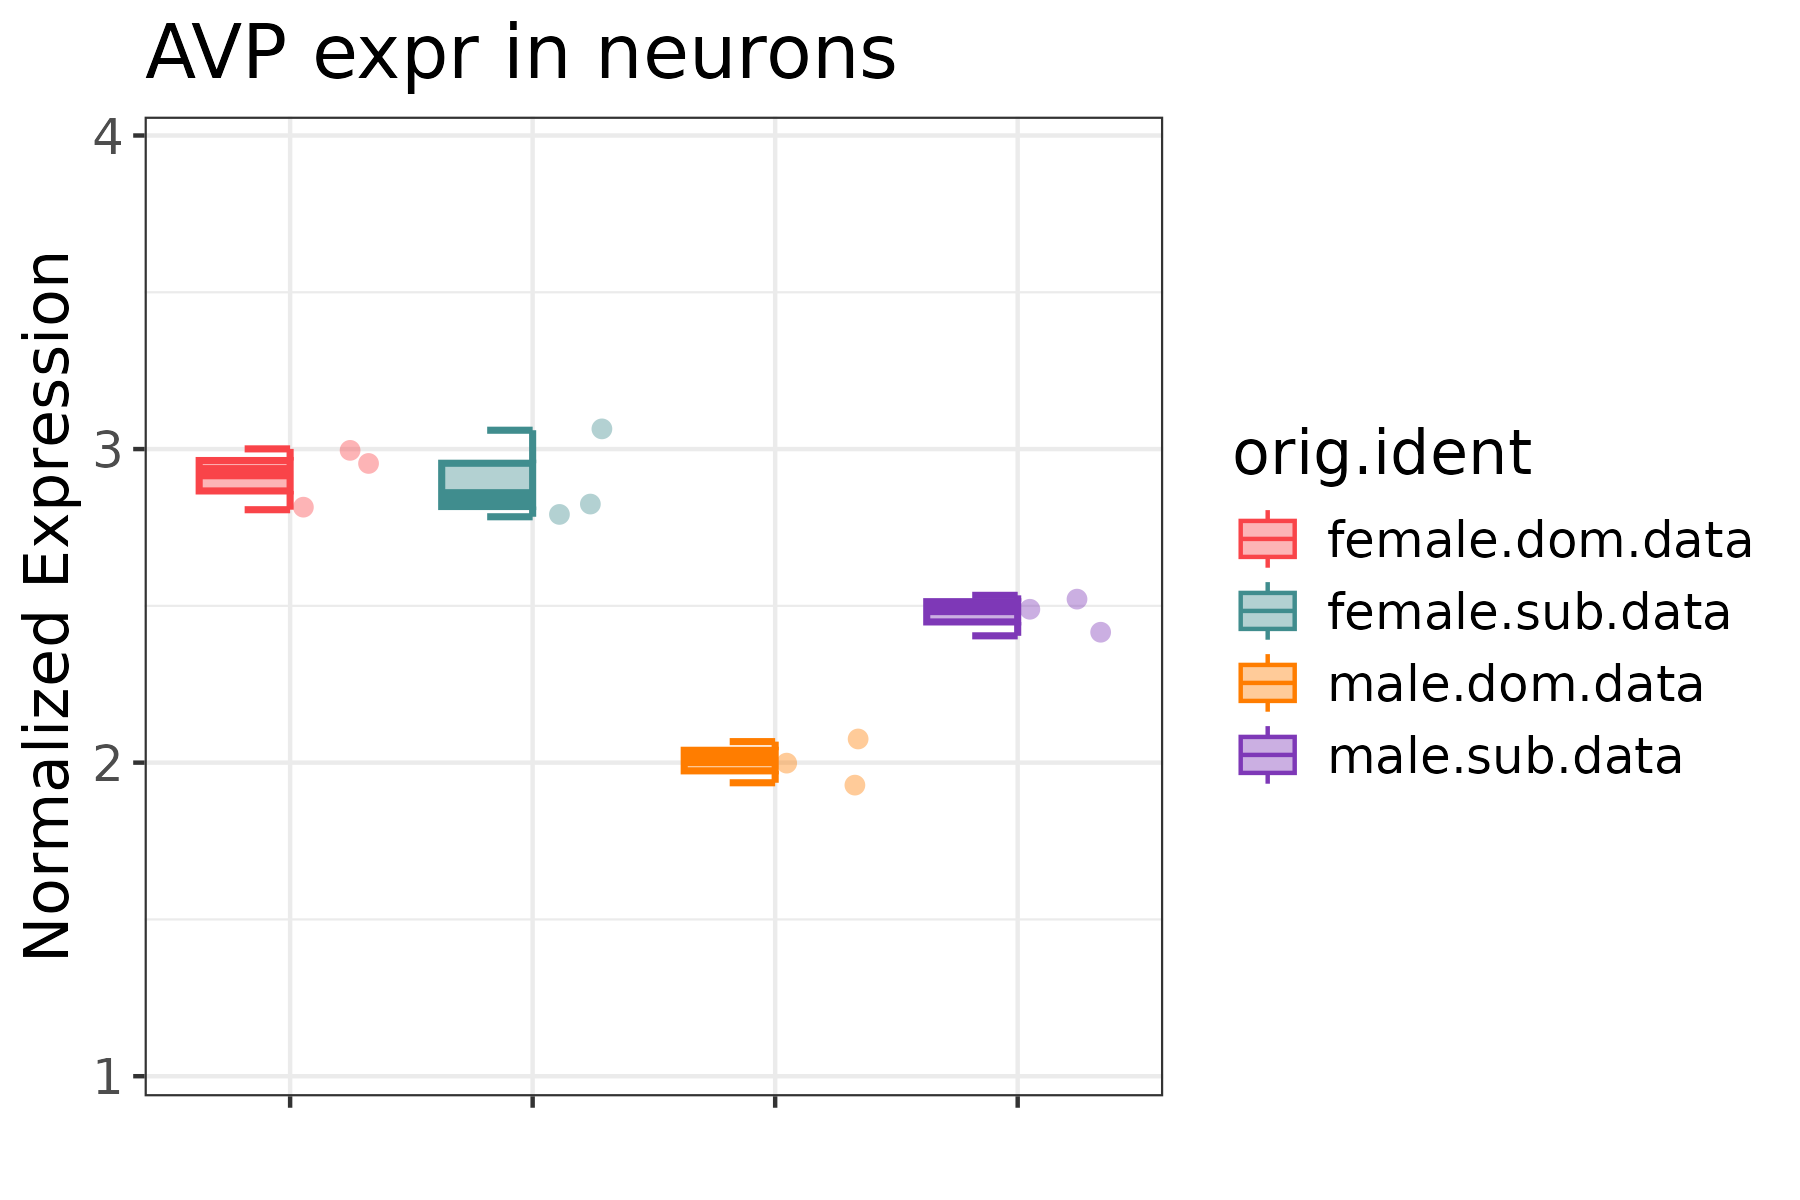 AVP expr in neurons
Normalized Expression
4
3
2
1
orig.ident
female.dom.data
female.sub.data
male.dom.data
male.sub.data